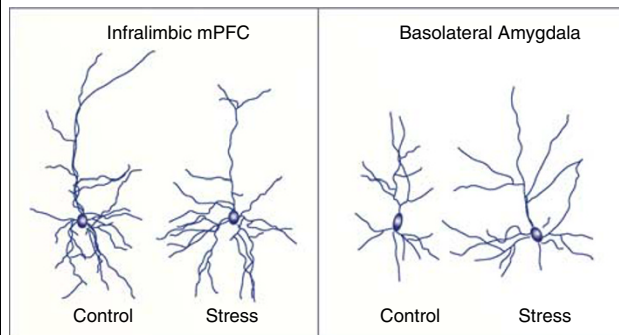 Infralimbic mPFC
Basolateral Amygdala
Control
Stress
Control
Stress